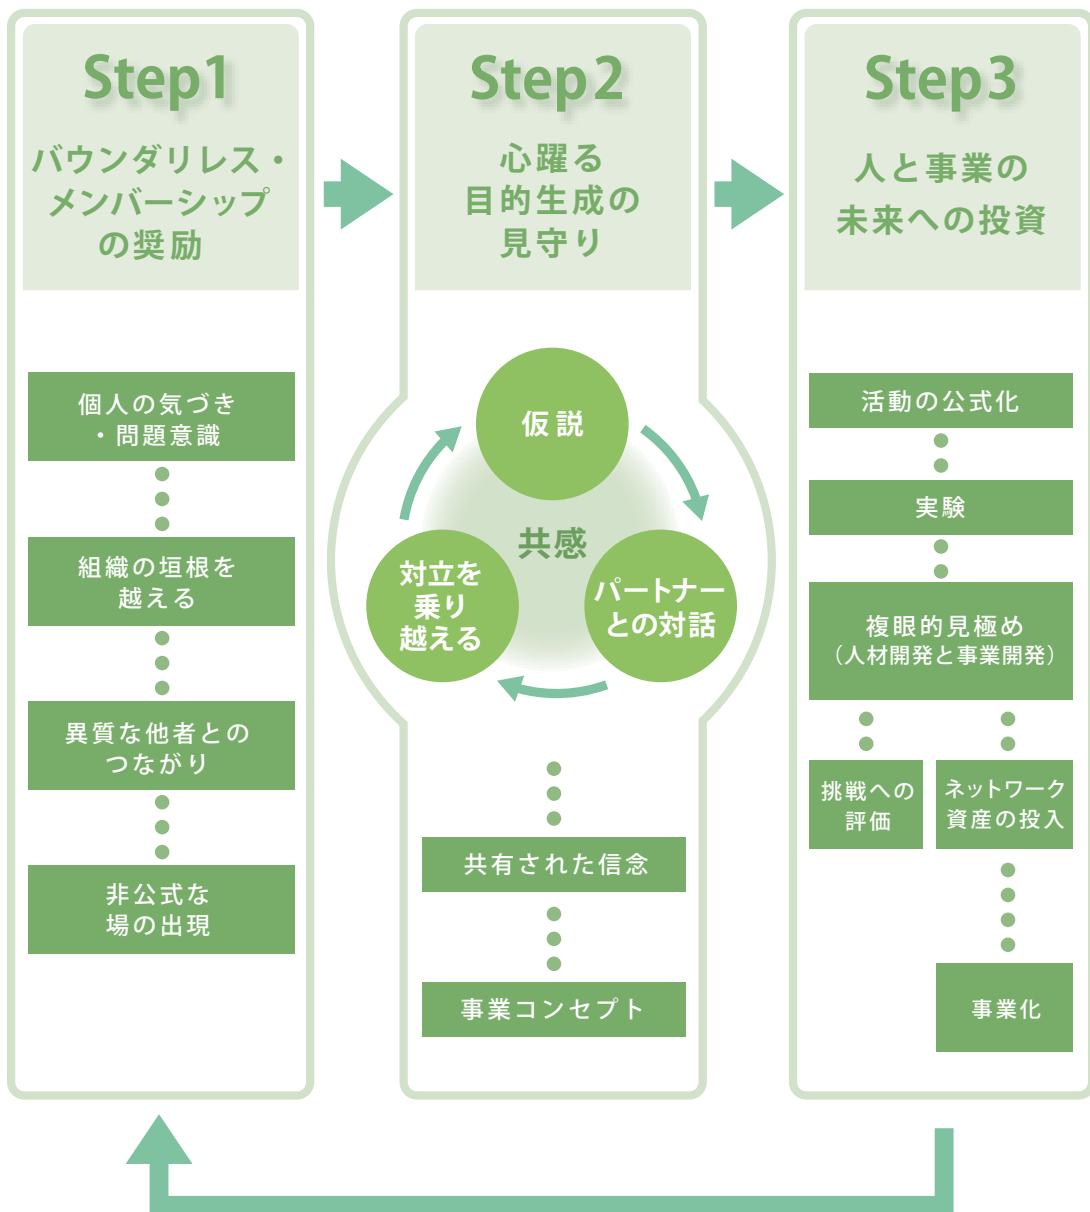 Step1
バウンダリレス・
メンバーシップ
の奨励
個人の気づき
・問題意識
組織の垣根を
越える
異質な他者との
つながり
非公式な
場の出現
Step2
心躍る
目的生成の
見守り
仮説
共感
対立を
乗り
越える
パートナー
との対話
共有された信念
事業コンセプト
Step3
人と事業の
未来への投資
活動の公式化
実験
複眼的見極め
（人材開発と事業開発）
挑戦への
評価
ネットワーク
資産の投入
事業化